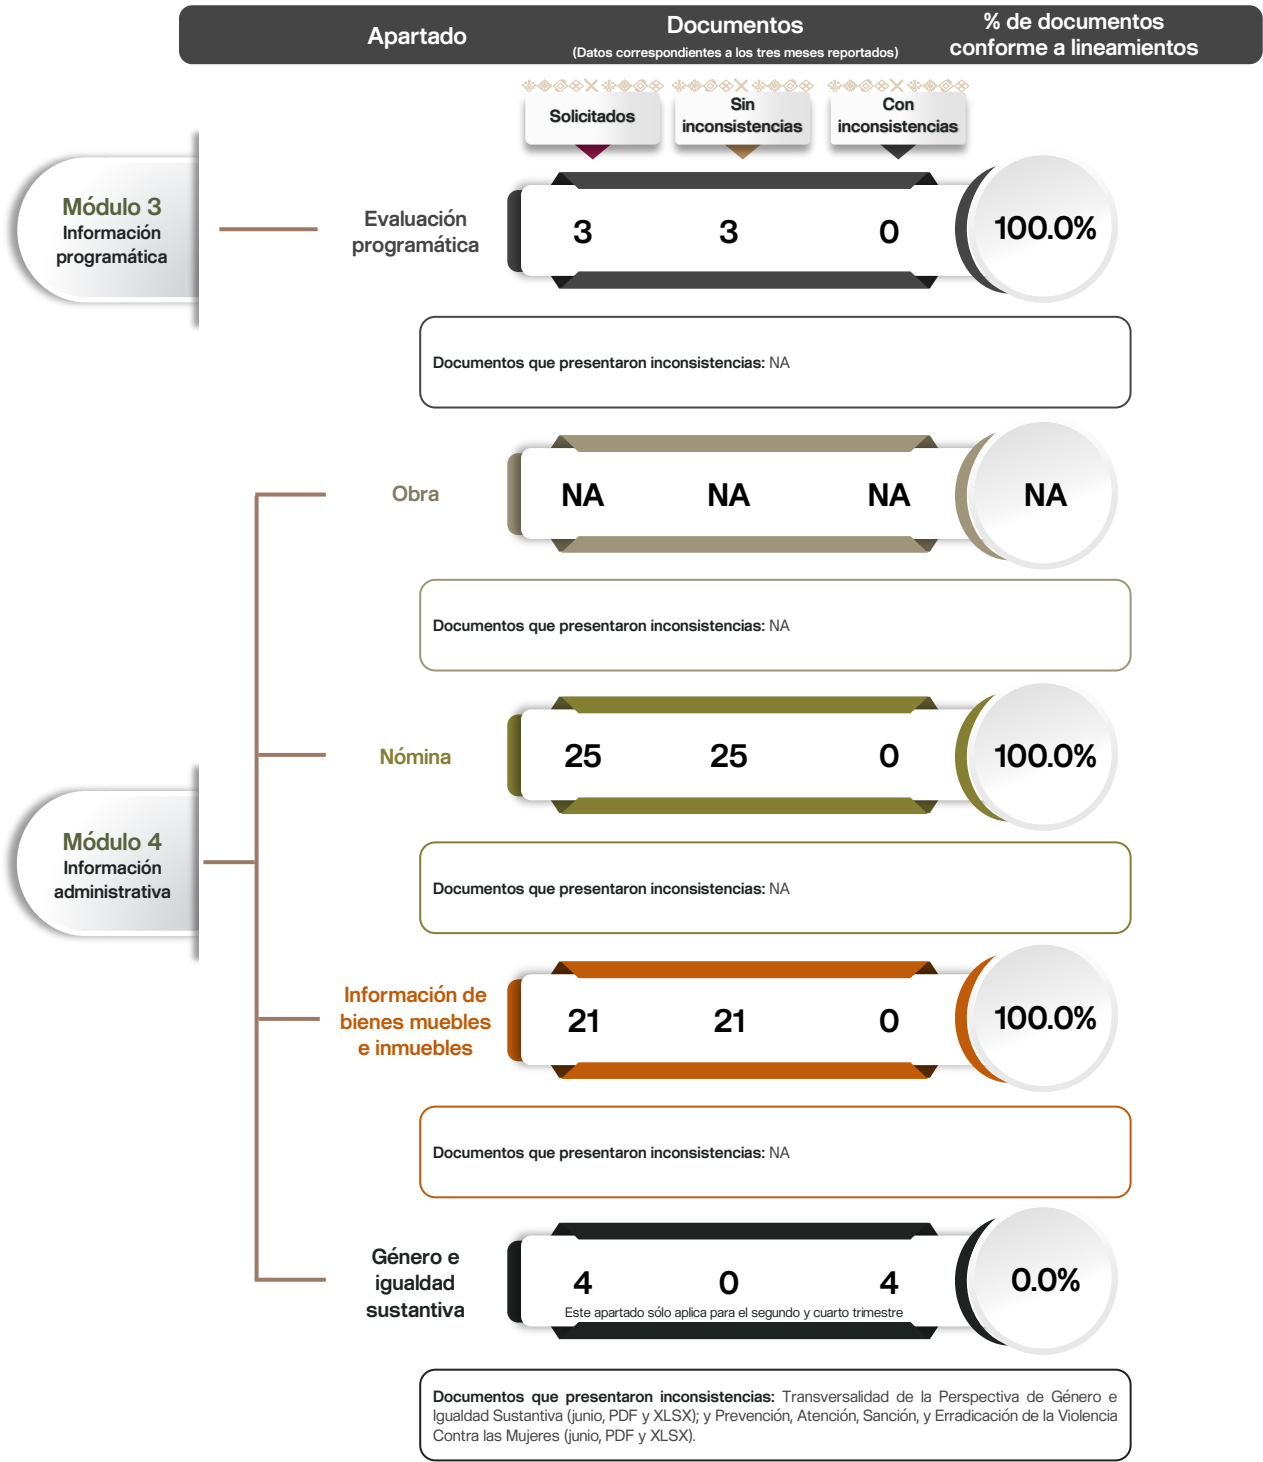 Apartado
Documentos
(Datos correspondientes a los tres meses reportados)
% de documentos
conforme a lineamientos
Solicitados
Sin
inconsistencias
Con
inconsistencias
Módulo 3
Información
programática
Evaluación
programática
3 3 0 100.0%
Documentos que presentaron inconsistencias: NA
Obra
NA NA NA NA
Documentos que presentaron inconsistencias: NA
Módulo 4
Información
administrativa
Nómina
25 25 0 100.0%
Documentos que presentaron inconsistencias: NA
Información de
bienes muebles
e inmuebles
21 21 0 100.0%
Documentos que presentaron inconsistencias: NA
Género e
igualdad
sustantiva
4 0 4 0.0%
Este apartado sólo aplica para el segundo y cuarto trimestre
Documentos que presentaron inconsistencias: Transversalidad de la Perspectiva de Género e
Igualdad Sustantiva (junio, PDF y XLSX); y Prevención, Atención, Sanción, y Erradicación de la Violencia
Contra las Mujeres (junio, PDF y XLSX).